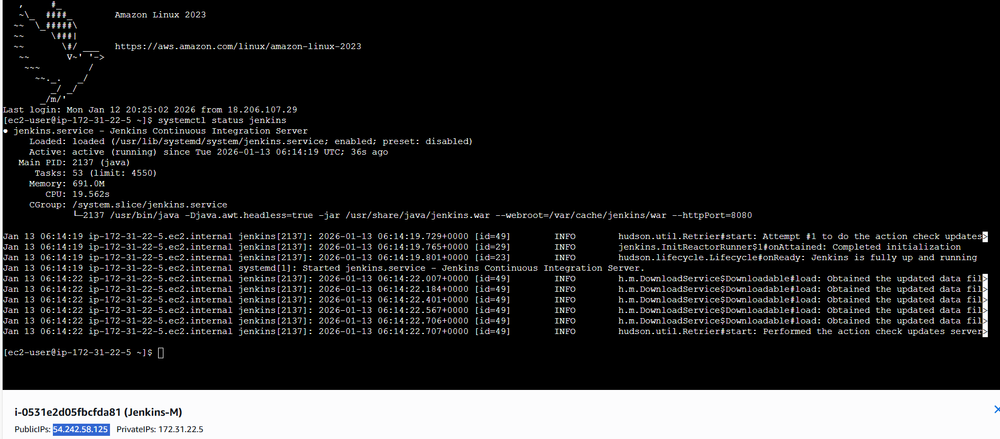 ,     #_
   ~\_  ####_        Amazon Linux 2023
  ~~  \_#####\
  ~~     \###|
  ~~       \#/ ___   https://aws.amazon.com/linux/amazon-linux-2023
   ~~       V~' '->
    ~~~         /
      ~~._.   _/
         _/ _/
       _/m/'
Last login: Mon Jan 12 20:25:02 2026 from 18.206.107.29
[ec2-user@ip-172-31-22-5 ~]$ systemctl status jenkins
● jenkins.service - Jenkins Continuous Integration Server
     Loaded: loaded (/usr/lib/systemd/system/jenkins.service; enabled; preset: disabled)
     Active: active (running) since Tue 2026-01-13 06:14:19 UTC; 36s ago
   Main PID: 2137 (java)
      Tasks: 53 (limit: 4550)
     Memory: 691.0M
        CPU: 19.562s
     CGroup: /system.slice/jenkins.service
             └─2137 /usr/bin/java -Djava.awt.headless=true -jar /usr/share/java/jenkins.war --webroot=/var/cache/jenkins/war --httpPort=8080
Jan 13 06:14:19 ip-172-31-22-5.ec2.internal jenkins[2137]: 2026-01-13 06:14:19.729+0000 [id=49]        INFO        hudson.util.Retrier#start: Attempt #1 to do the action check updates>
Jan 13 06:14:19 ip-172-31-22-5.ec2.internal jenkins[2137]: 2026-01-13 06:14:19.765+0000 [id=29]        INFO        jenkins.InitReactorRunner$1#onAttained: Completed initialization
Jan 13 06:14:19 ip-172-31-22-5.ec2.internal jenkins[2137]: 2026-01-13 06:14:19.801+0000 [id=23]        INFO        hudson.lifecycle.Lifecycle#onReady: Jenkins is fully up and running
Jan 13 06:14:19 ip-172-31-22-5.ec2.internal systemd[1]: Started jenkins.service - Jenkins Continuous Integration Server.
Jan 13 06:14:22 ip-172-31-22-5.ec2.internal jenkins[2137]: 2026-01-13 06:14:22.007+0000 [id=49]        INFO        h.m.DownloadService$Downloadable#load: Obtained the updated data fil>
Jan 13 06:14:22 ip-172-31-22-5.ec2.internal jenkins[2137]: 2026-01-13 06:14:22.184+0000 [id=49]        INFO        h.m.DownloadService$Downloadable#load: Obtained the updated data fil>
Jan 13 06:14:22 ip-172-31-22-5.ec2.internal jenkins[2137]: 2026-01-13 06:14:22.401+0000 [id=49]        INFO        h.m.DownloadService$Downloadable#load: Obtained the updated data fil>
Jan 13 06:14:22 ip-172-31-22-5.ec2.internal jenkins[2137]: 2026-01-13 06:14:22.567+0000 [id=49]        INFO        h.m.DownloadService$Downloadable#load: Obtained the updated data fil>
Jan 13 06:14:22 ip-172-31-22-5.ec2.internal jenkins[2137]: 2026-01-13 06:14:22.706+0000 [id=49]        INFO        h.m.DownloadService$Downloadable#load: Obtained the updated data fil>
Jan 13 06:14:22 ip-172-31-22-5.ec2.internal jenkins[2137]: 2026-01-13 06:14:22.707+0000 [id=49]        INFO        hudson.util.Retrier#start: Performed the action check updates server>
[ec2-user@ip-172-31-22-5 ~]$
i-0531e2d05fbcfda81 (Jenkins-M)
PublicIPs: 54.242.58.125   PrivateIPs: 172.31.22.5